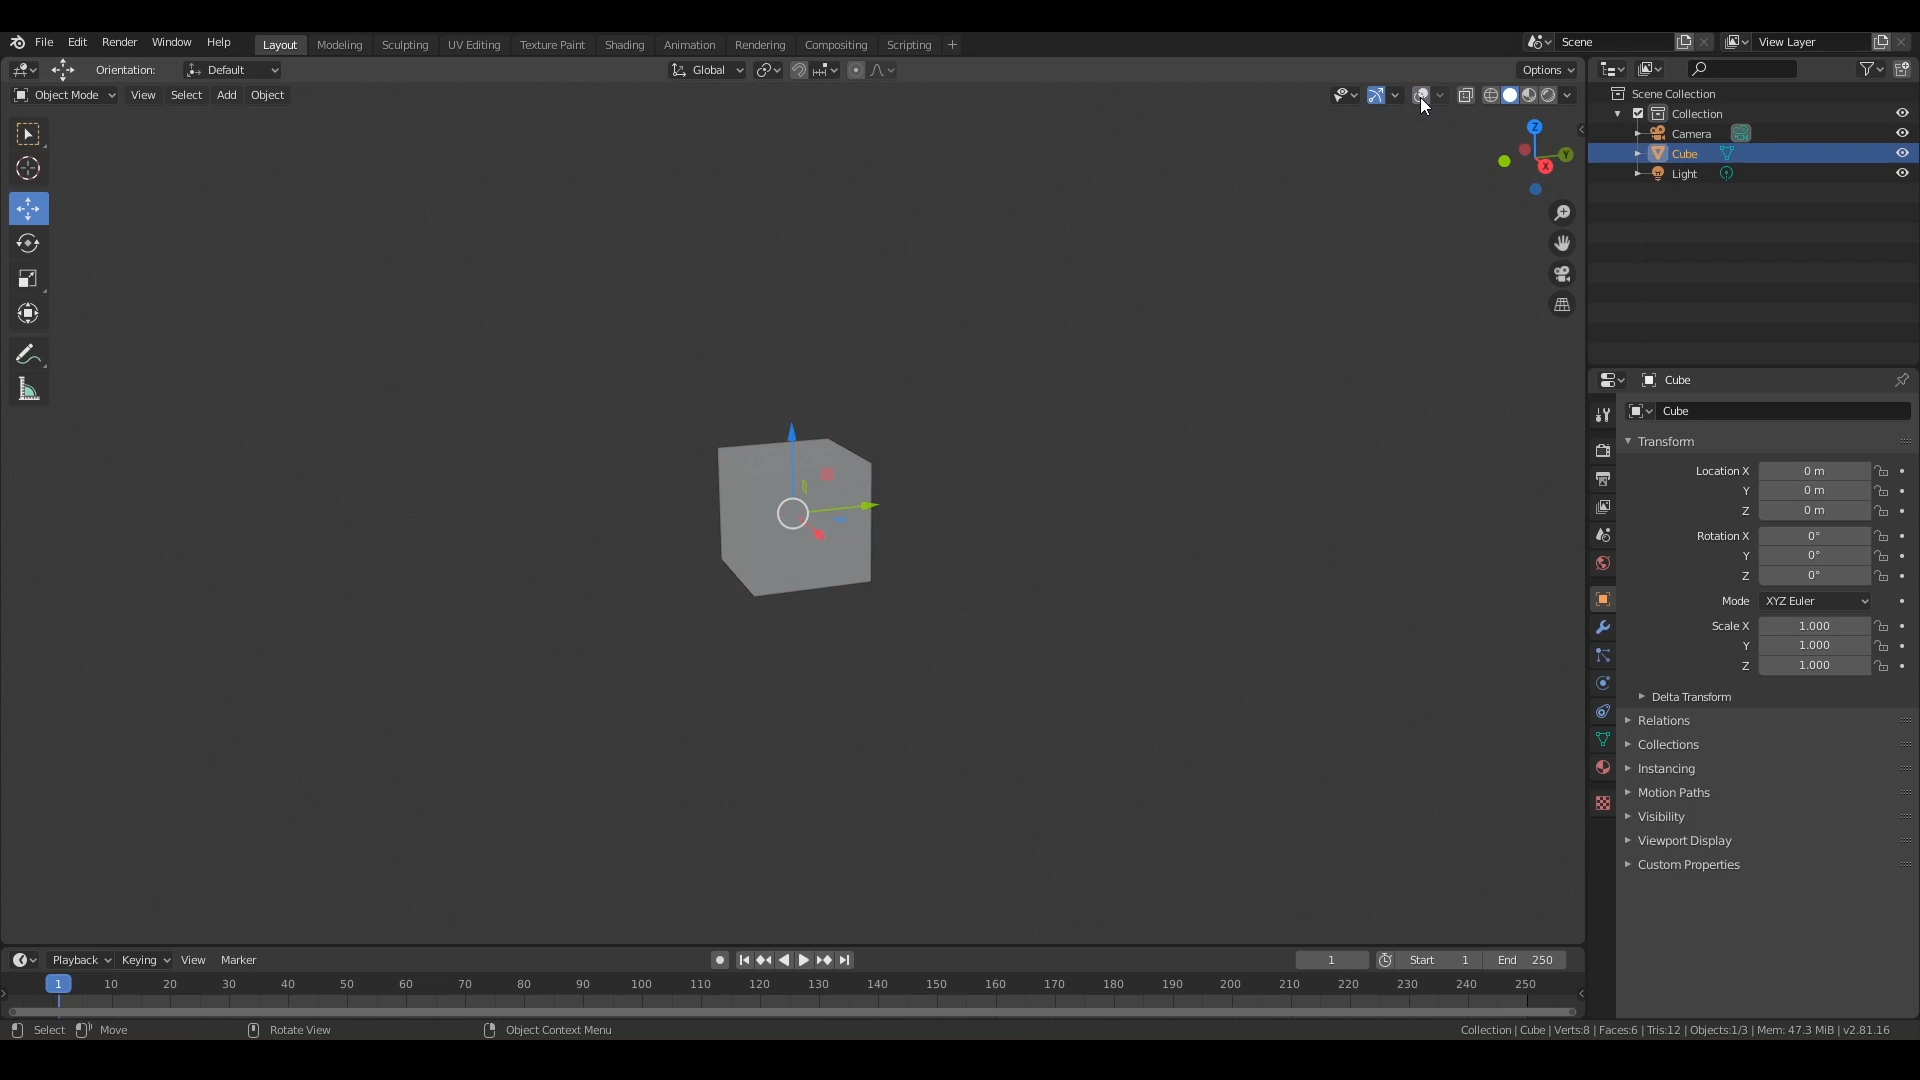 File Edit Render Window Help Layout Modeling Sculpting UV Editing Texture Paint Shading Animation Rendering Compositing Scripting + Scene View Layer
Orientation: Default Global Options
Object Mode View Select Add Object
Scene Collection
Collection
Camera
Cube
Light
Z
Y
X
Cube
Cube
Transform
Location X 0 m
Y 0 m
Z 0 m
Rotation X 0°
Y 0°
Z 0°
Mode XYZ Euler
Scale X 1.000
Y 1.000
Z 1.000
Delta Transform
Relations
Collections
Instancing
Motion Paths
Visibility
Viewport Display
Custom Properties
Playback Keying View Marker 1 Start 1 End 250
1 10 20 30 40 50 60 70 80 90 100 110 120 130 140 150 160 170 180 190 200 210 220 230 240 250
Select Move Rotate View Object Context Menu Collection | Cube | Verts:8 | Faces:6 | Tris:12 | Objects:1/3 | Mem: 47.3 MiB | v2.81.16